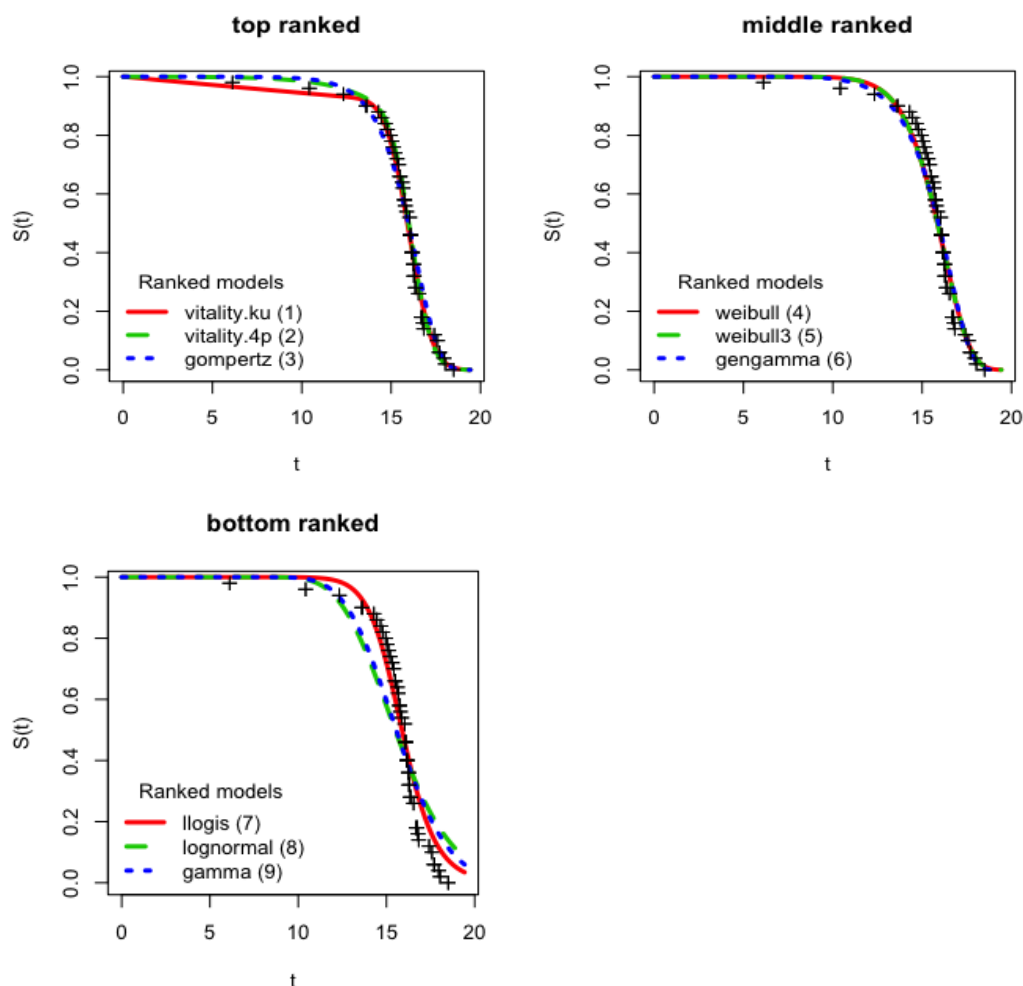 top ranked
S(t)
0.0 0.2 0.4 0.6 0.8 1.0
Ranked models
vitality.ku (1)
vitality.4p (2)
gompertz (3)
0 5 10 15 20
t
middle ranked
S(t)
0.0 0.2 0.4 0.6 0.8 1.0
Ranked models
weibull (4)
weibull3 (5)
gengamma (6)
0 5 10 15 20
t
bottom ranked
S(t)
0.0 0.2 0.4 0.6 0.8 1.0
Ranked models
llogis (7)
lognormal (8)
gamma (9)
0 5 10 15 20
t